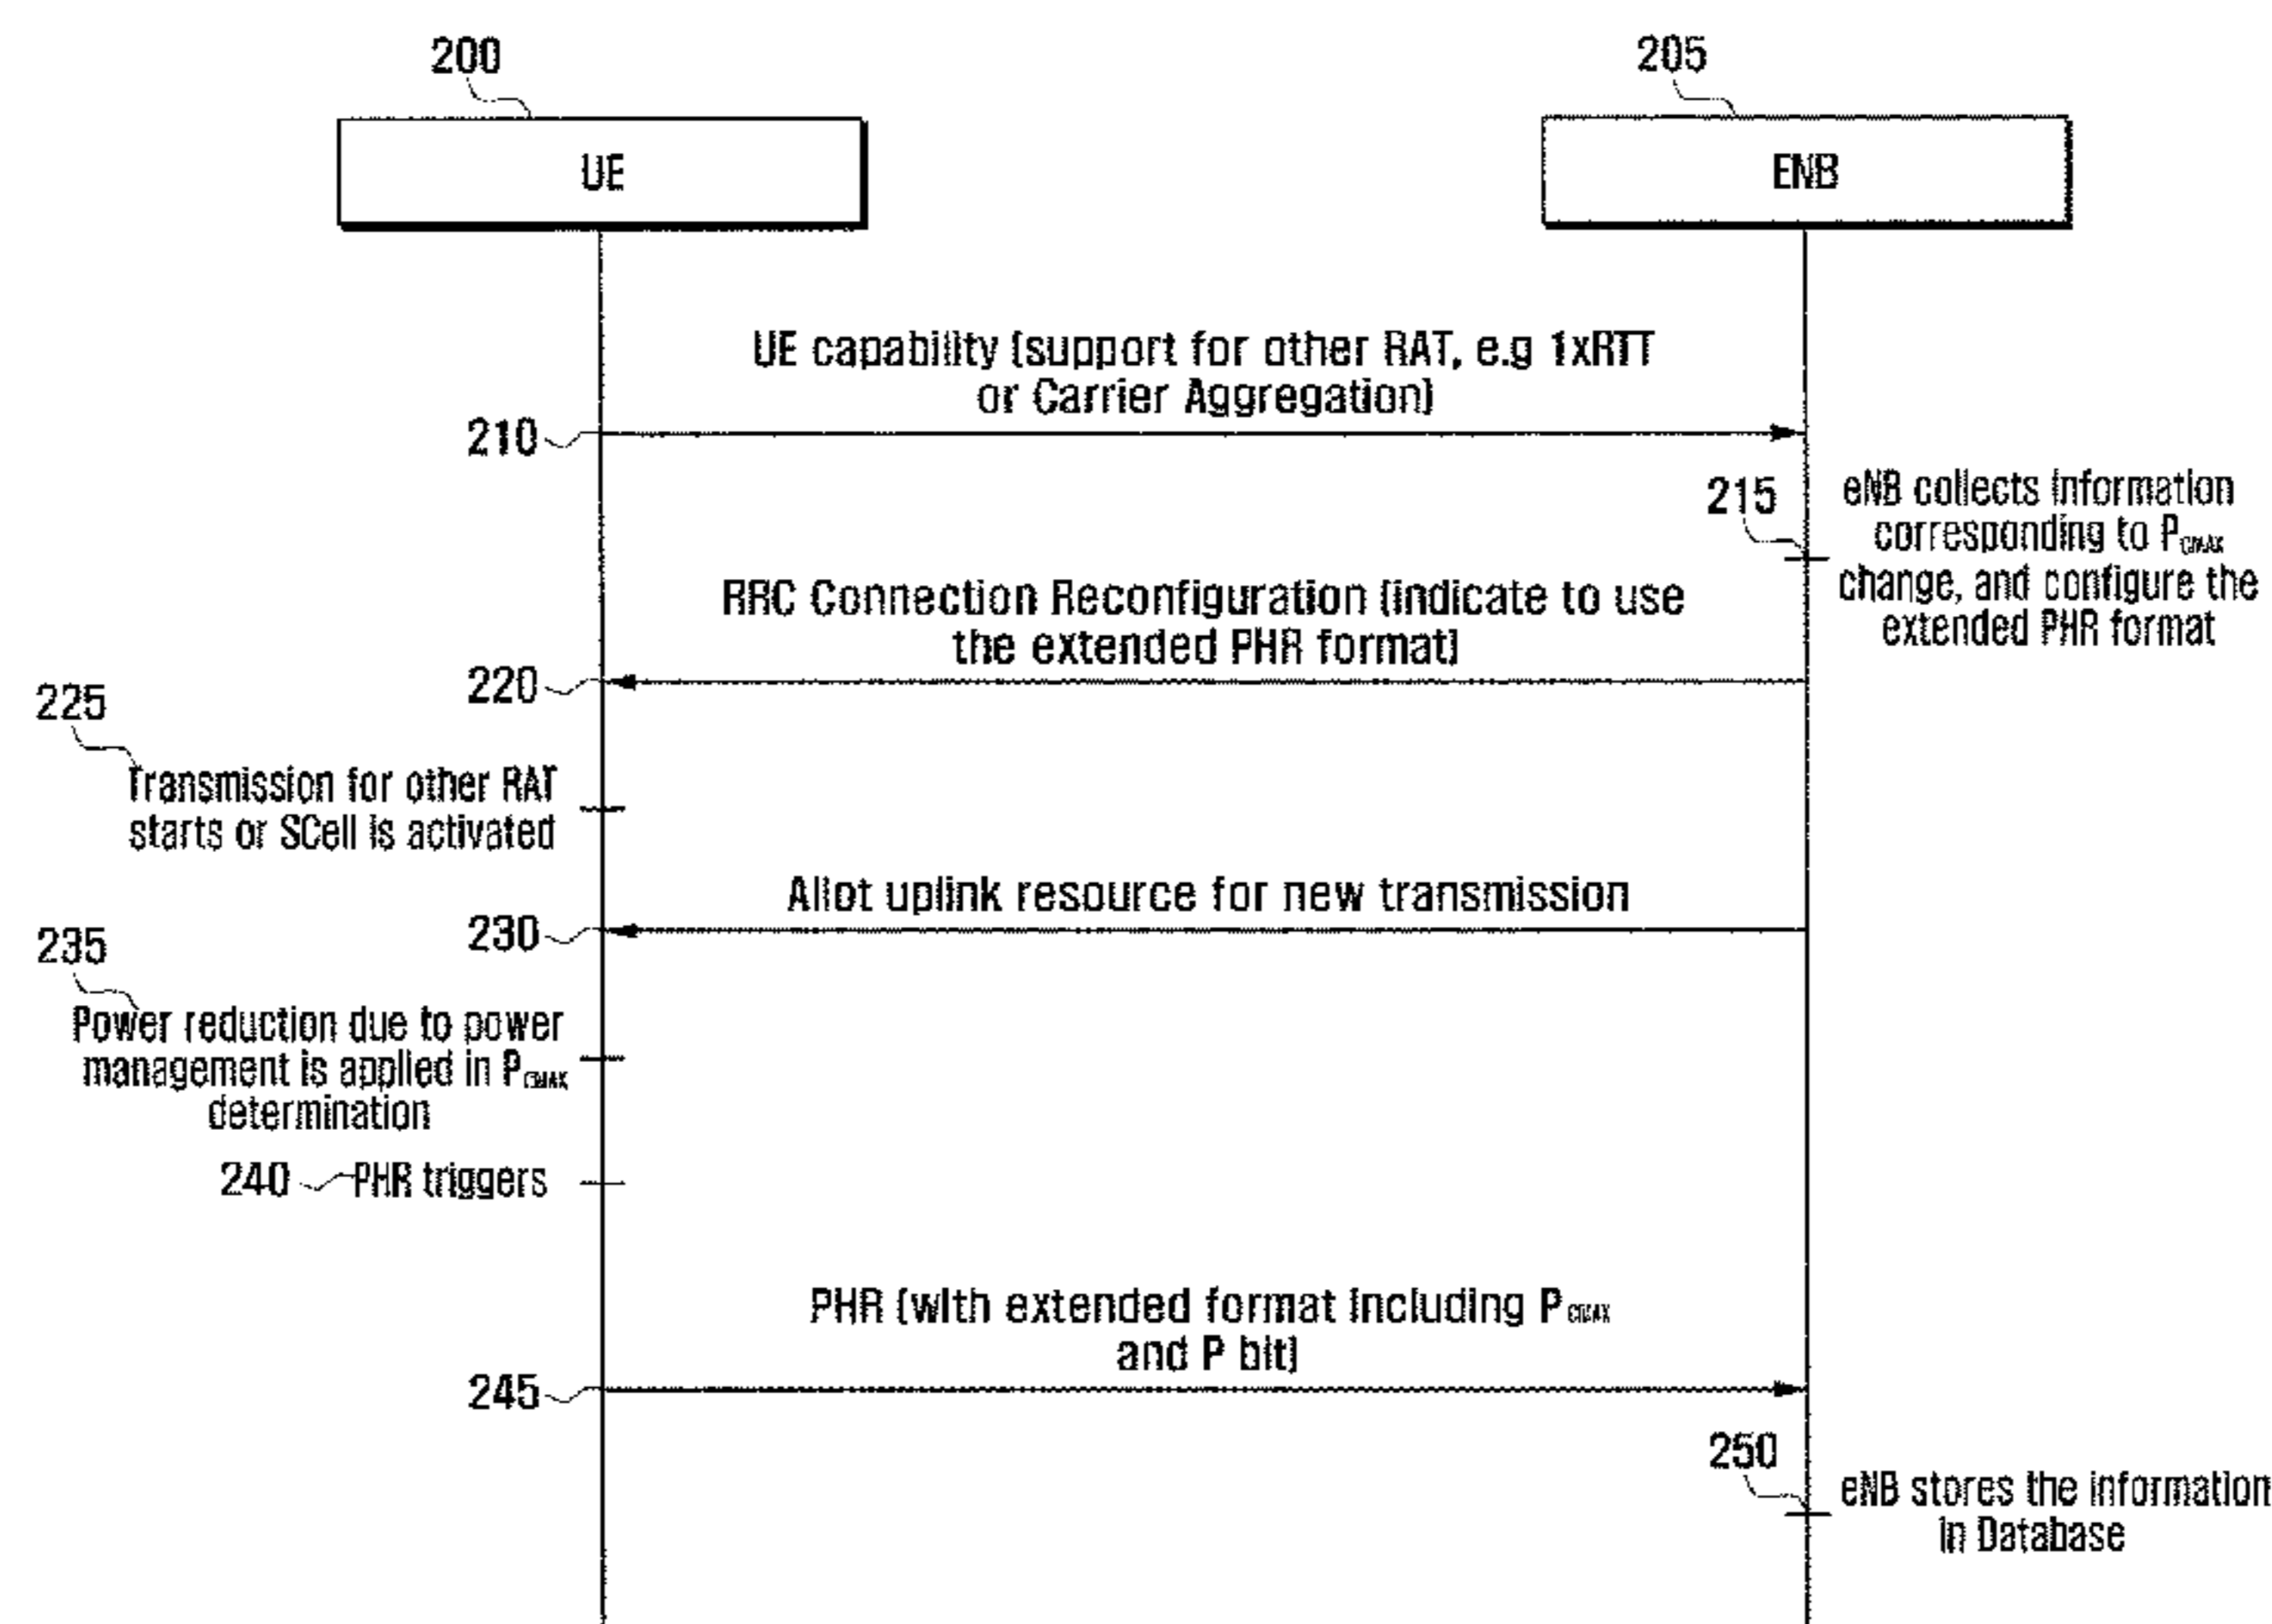 200
205
UE
ENB
UE capability (support for other RAT, e.g 1xRTT
or Carrier Aggregation)
210
215
eNB collects information
corresponding to PCMAX
change, and configure the
extended PHR format
RRC Connection Reconfiguration (indicate to use
the extended PHR format)
220
225
Transmission for other RAT
starts or SCell is activated
Allot uplink resource for new transmission
230
235
Power reduction due to power
management is applied in PCMAX
determination
240
PHR triggers
PHR (with extended format including PCMAX
and P bit)
245
250
eNB stores the information
in Database